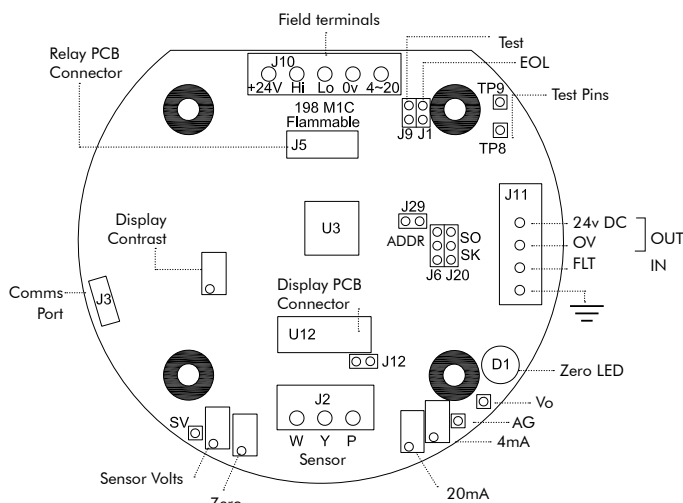 Field terminals
Relay PCB
Connector
Test
EOL
J10
+24V Hi Lo 0v 4~20
TP9
Test Pins
198 M1C
Flammable
J9 J1
TP8
J5
J11
J29
U3
24v DC
OUT
Display
Contrast
ADDR
SO
SK
OV
FLT
IN
J6 J20
Comms
Port
J3
Display PCB
Connector
U12
J12
D1
Zero LED
J2
Vo
SV
W Y P
AG
4mA
Sensor
Sensor Volts
Zero
20mA